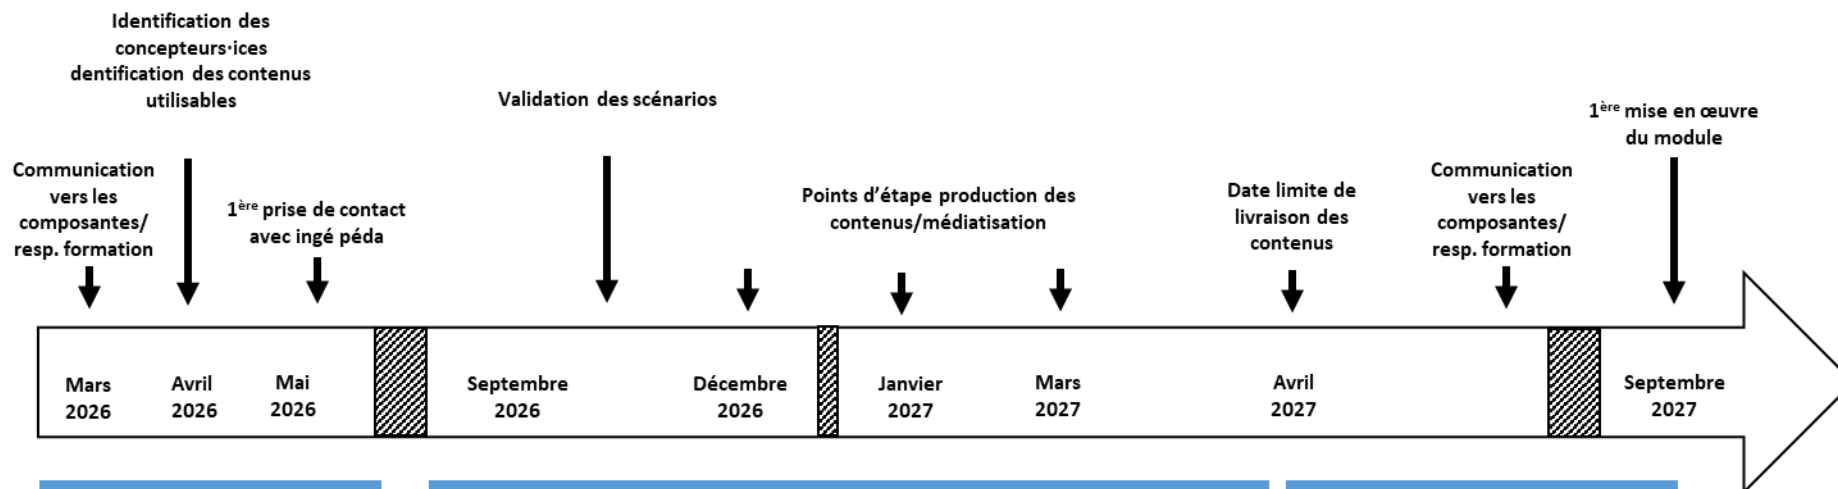 Identification des
concepteurs·ices
dentification des contenus
utilisables
Communication
vers les
composantes/
resp. formation
1ère prise de contact
avec ingé péda
Validation des scénarios
Points d’étape production des
contenus/médiatisation
Date limite de
livraison des
contenus
Communication
vers les
composantes/
resp. formation
1ère mise en œuvre
du module
Mars
2026
Avril
2026
Mai
2026
Septembre
2026
Décembre
2026
Janvier
2027
Mars
2027
Avril
2027
Septembre
2027